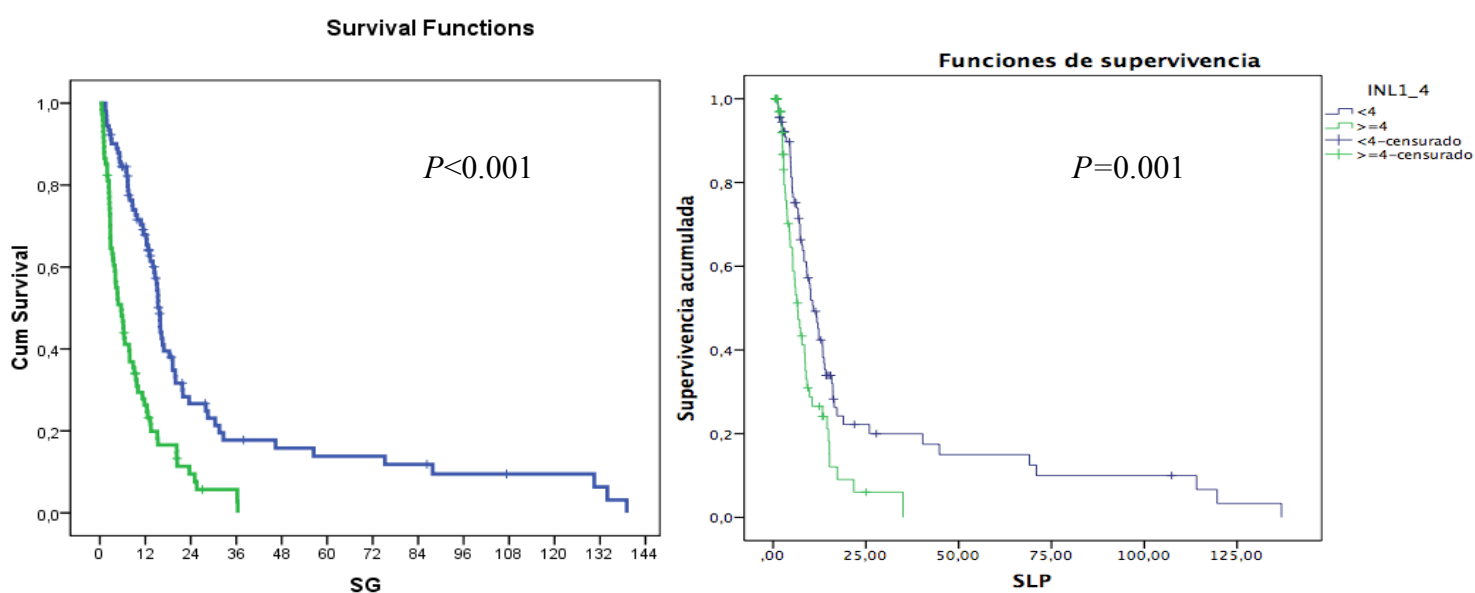 Survival Functions
P<0.001
Cum Survival
1,0
0,8
0,6
0,4
0,2
0,0
0 12 24 36 48 60 72 84 96 108 120 132 144
SG
Funciones de supervivencia
P=0.001
Supervivencia acumulada
1,0
0,8
0,6
0,4
0,2
0,0
,00 25,00 50,00 75,00 100,00 125,00
SLP
INL1_4
<4
>=4
<4-censurado
>=4-censurado